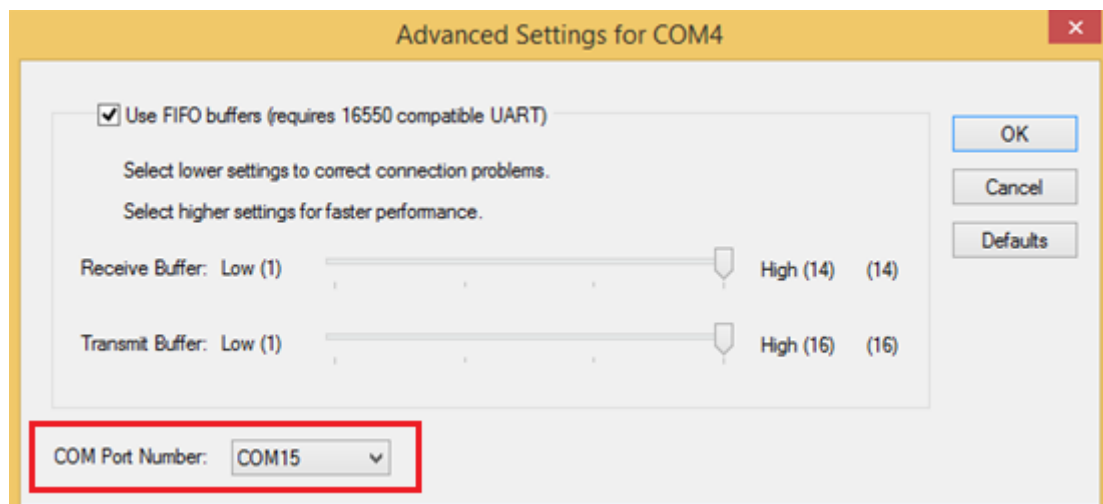 Advanced Settings for COM4
Use FIFO buffers (requires 16550 compatible UART)
OK
Select lower settings to correct connection problems.
Cancel
Select higher settings for faster performance.
Defaults
Receive Buffer: Low (1) High (14) (14)
Transmit Buffer: Low (1) High (16) (16)
COM Port Number: COM15